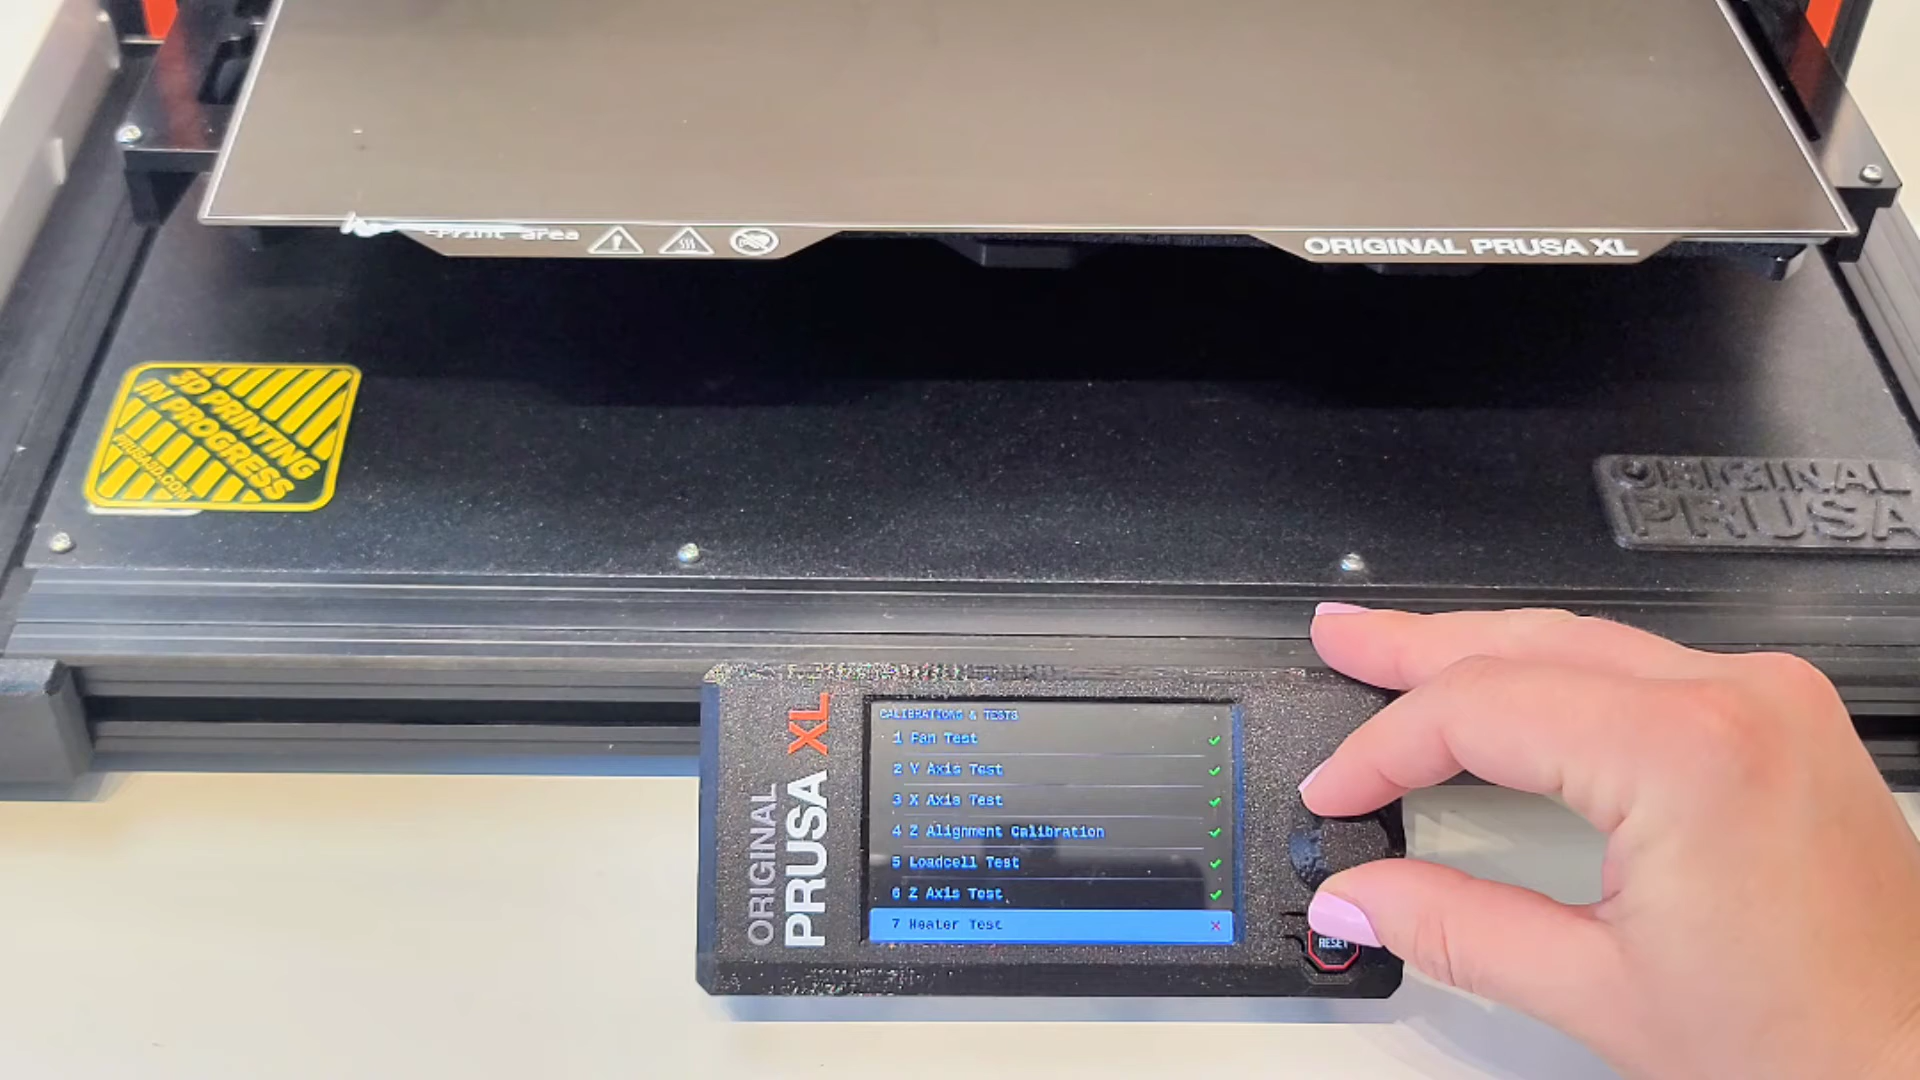 Print area
ORIGINAL PRUSA XL
3D PRINTING
IN PROGRESS
PRUSA3D.COM
ORIGINAL
PRUSA
ORIGINAL
PRUSA XL
CALIBRATIONS & TESTS
1 Fan Test
2 Y Axis Test
3 X Axis Test
4 Z Alignment Calibration
5 Loadcell Test
6 Z Axis Test
7 Heater Test
RESET